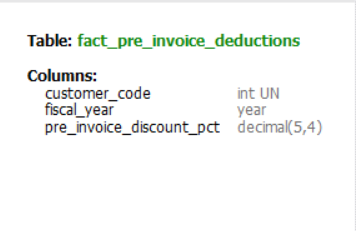 Table: fact_pre_invoice_deductions
Columns:
customer_code int UN
fiscal_year year
pre_invoice_discount_pct decimal(5,4)